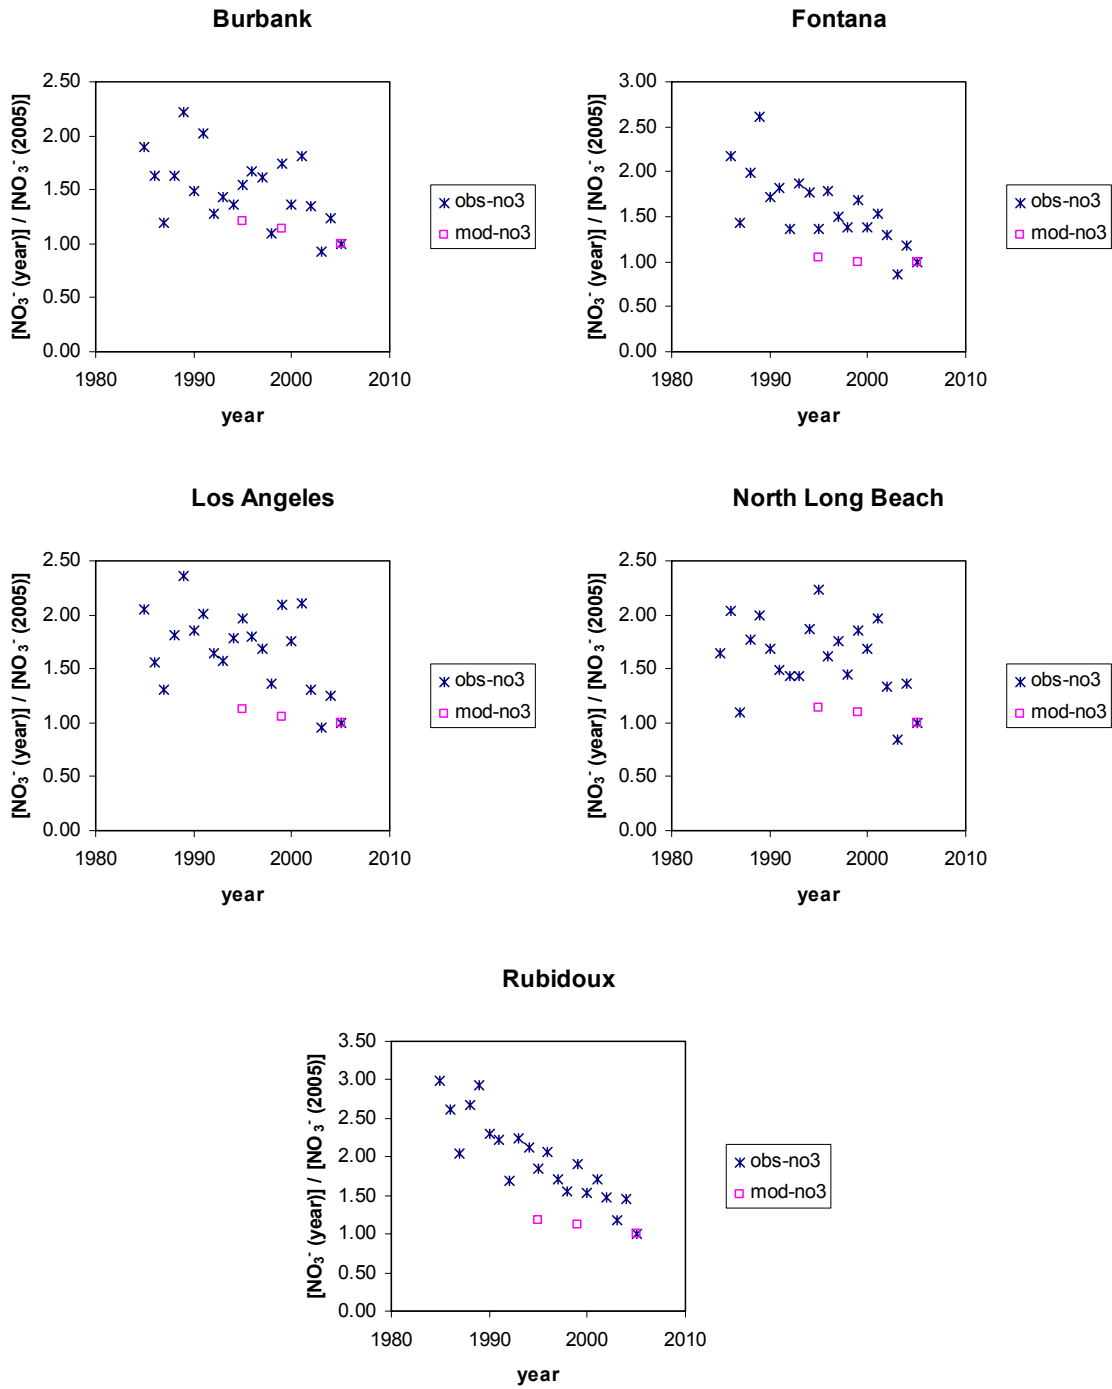 Burbank
2.50
2.00
1.50
1.00
0.50
0.00
1980 1990 2000 2010
year
[NO₃⁻ (year)] / [NO₃⁻ (2005)]
obs-no3
mod-no3
Fontana
3.00
2.50
2.00
1.50
1.00
0.50
0.00
1980 1990 2000 2010
year
[NO₃⁻ (year)] / [NO₃⁻ (2005)]
obs-no3
mod-no3
Los Angeles
2.50
2.00
1.50
1.00
0.50
0.00
1980 1990 2000 2010
year
[NO₃⁻ (year)] / [NO₃⁻ (2005)]
obs-no3
mod-no3
North Long Beach
2.50
2.00
1.50
1.00
0.50
0.00
1980 1990 2000 2010
year
[NO₃⁻ (year)] / [NO₃⁻ (2005)]
obs-no3
mod-no3
Rubidoux
3.50
3.00
2.50
2.00
1.50
1.00
0.50
0.00
1980 1990 2000 2010
year
[NO₃⁻ (year)] / [NO₃⁻ (2005)]
obs-no3
mod-no3